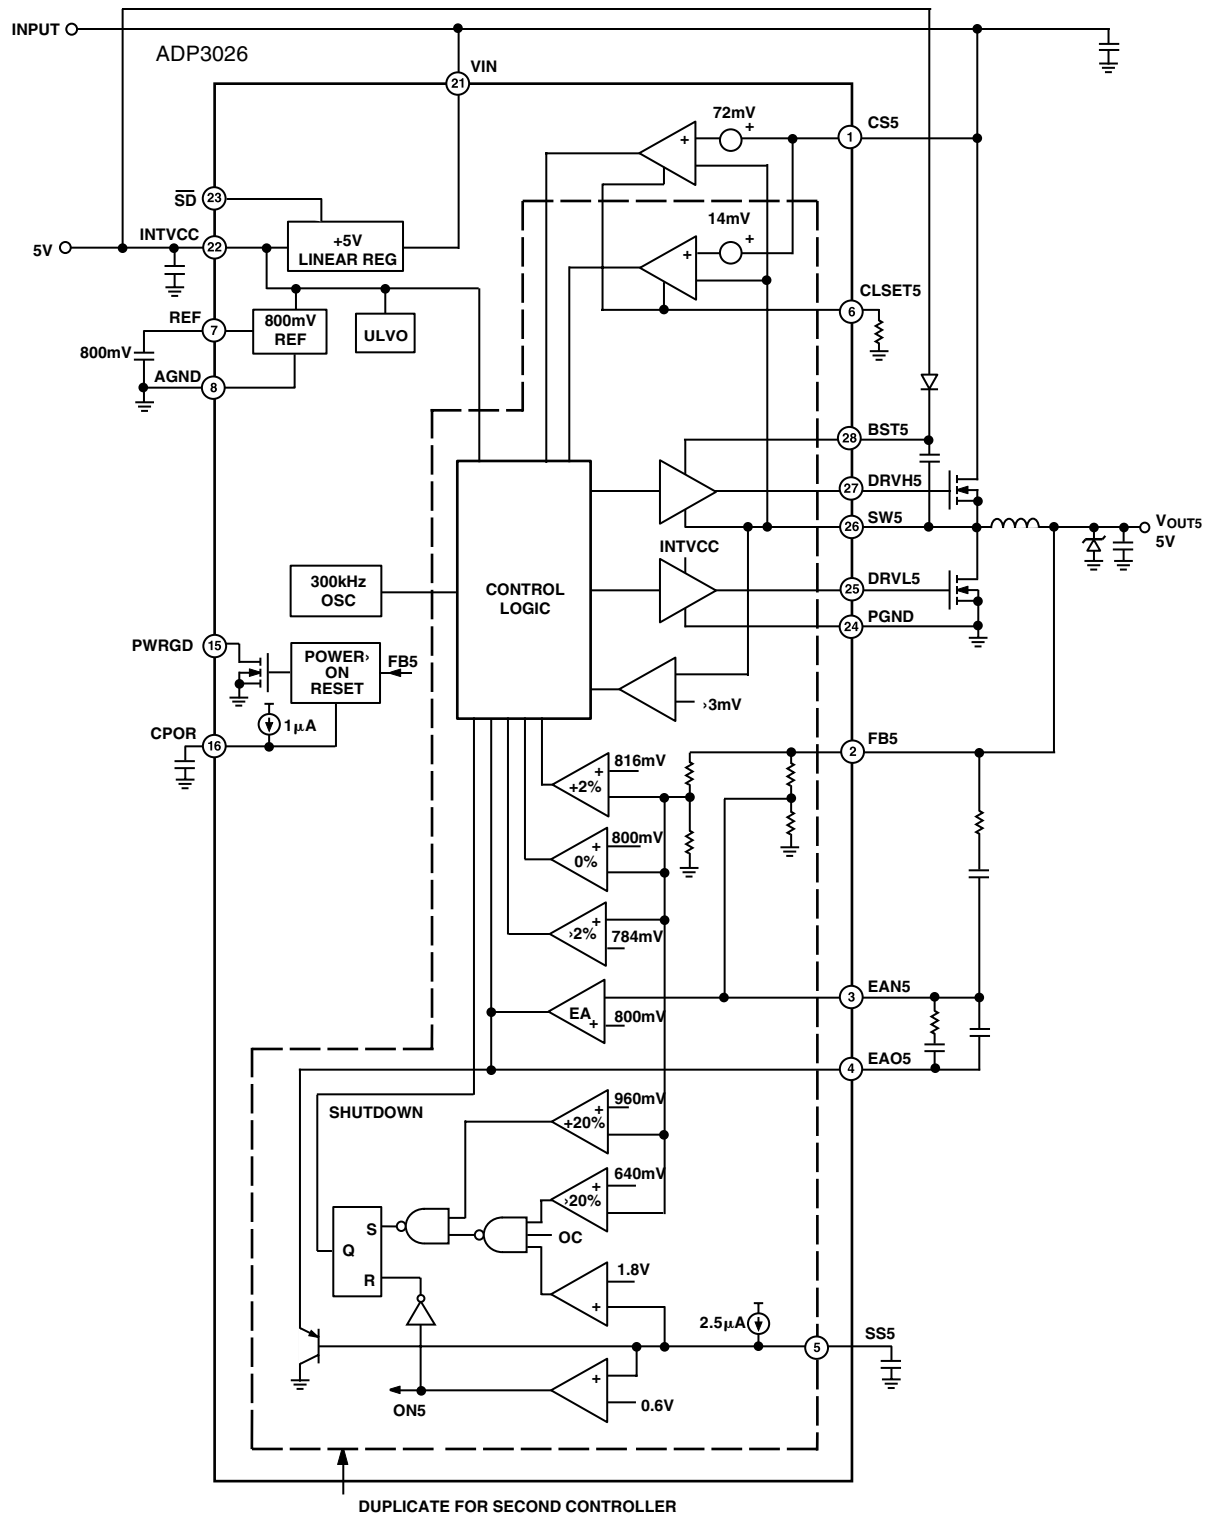 INPUT
ADP3026
VIN
21
72mV
+
+
CS5
1
SD
23
INTVCC
5V
22
+5V
LINEAR REG
14mV
+
+
CLSET5
6
REF
7
800mV
REF
ULVO
800mV
AGND
8
BST5
28
DRVH5
27
SW5
26
VOUT5
5V
INTVCC
DRVL5
25
PGND
24
300kHz
OSC
CONTROL
LOGIC
PWRGD
15
POWER›
ON
RESET
FB5
›3mV
1µA
CPOR
16
FB5
2
816mV
+
+2%
800mV
+
0%
+
›2%
784mV
EAN5
3
EA
+
800mV
EAO5
4
SHUTDOWN
960mV
+
+20%
640mV
+
›20%
S
Q
R
OC
1.8V
+
2.5µA
SS5
5
+
0.6V
ON5
DUPLICATE FOR SECOND CONTROLLER